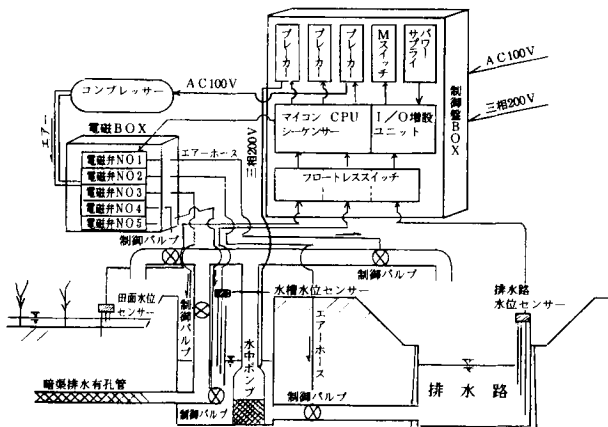 ブレーカー
ブレーカー
ブレーカー
Mスイッチ
パワーサプライ
制御盤BOX
AC100V
三相200V
マイコン CPU
シーケンサー
I/O増設
ユニット
フロートレススイッチ
コンプレッサー
AC100V
エアー
電磁BOX
電磁弁NO1
電磁弁NO2
電磁弁NO3
電磁弁NO4
電磁弁NO5
エアーホース
三相200V
制御バルブ
制御バルブ
田面水位
センサー
制御バルブ
水槽水位センサー
水中ポンプ
エアーホース
排水路
水位センサー
暗渠排水有孔管
制御バルブ
制御バルブ
排水路